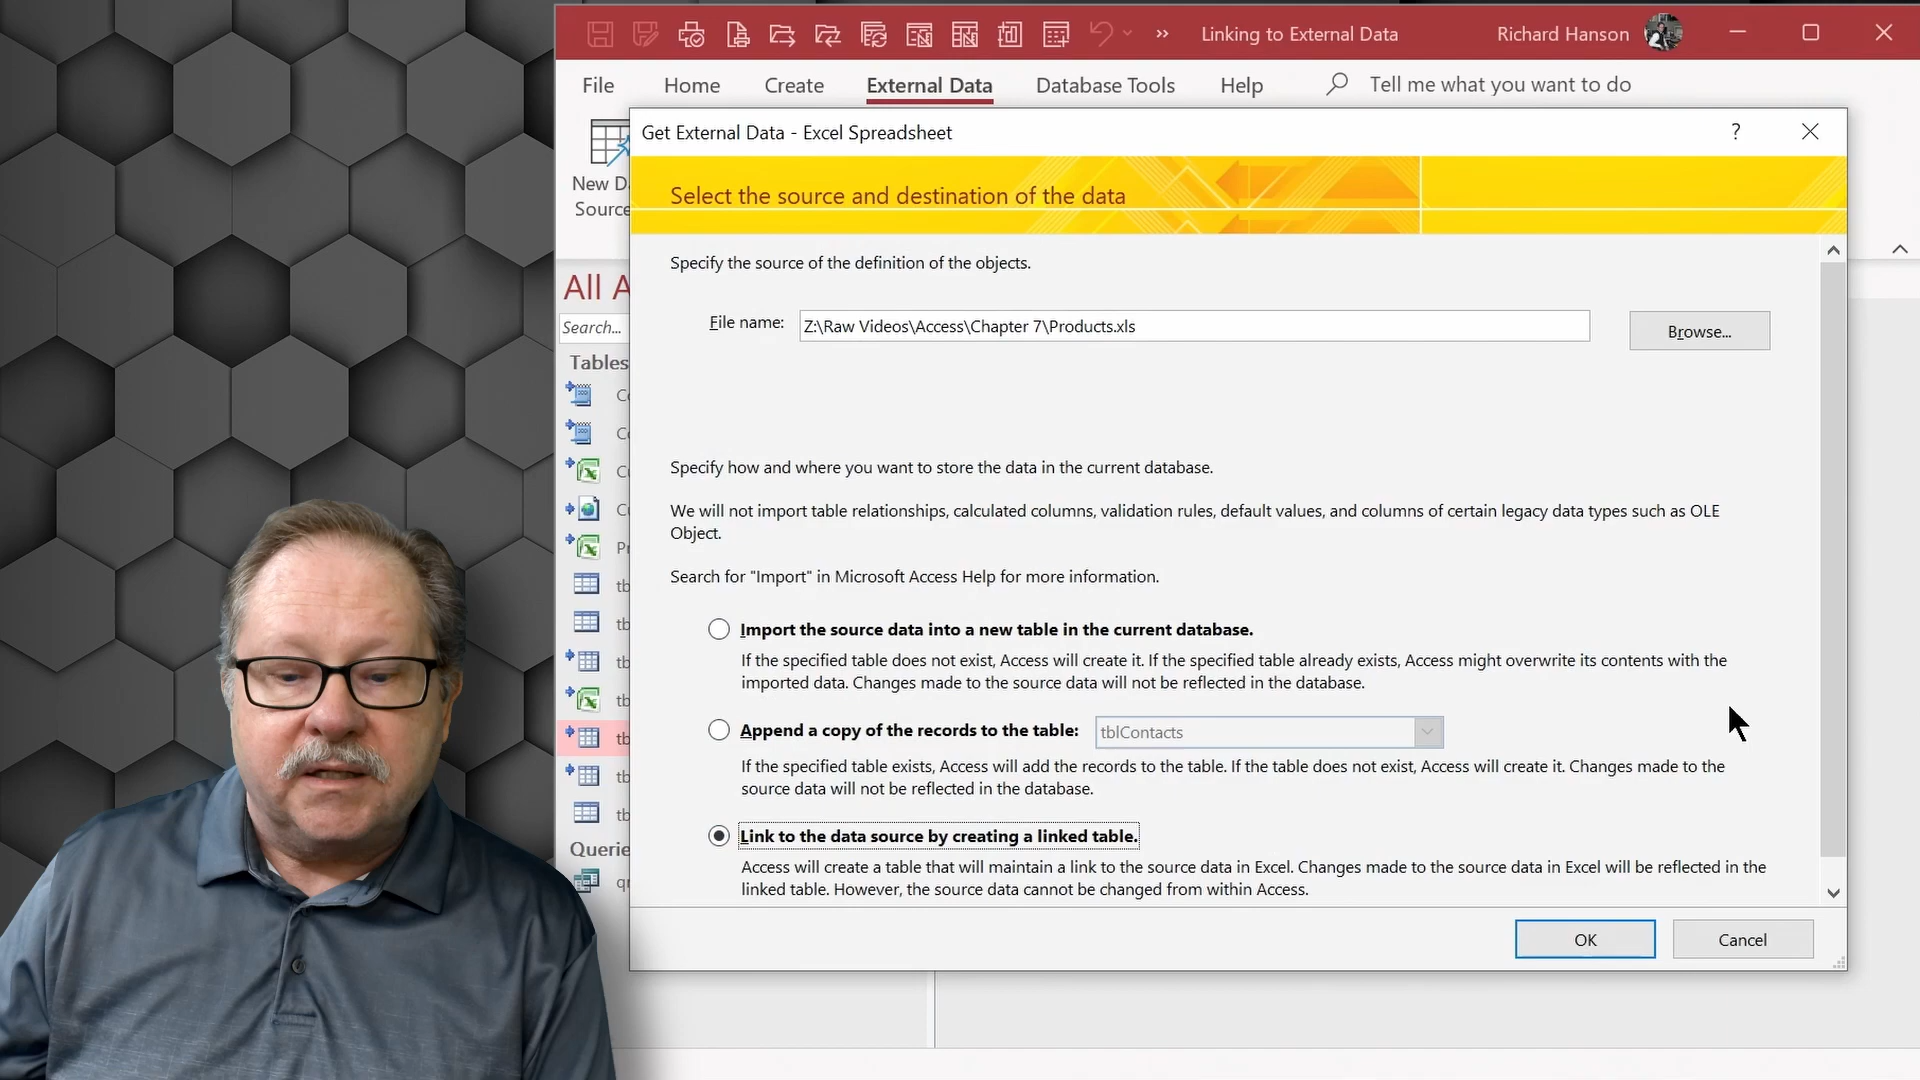 Linking to External Data
Richard Hanson
File
Home
Create
External Data
Database Tools
Help
Tell me what you want to do
New
Source
All
Search...
Tables
Querie
Get External Data - Excel Spreadsheet
?
Select the source and destination of the data
Specify the source of the definition of the objects.
File name:
Z:\Raw Videos\Access\Chapter 7\Products.xls
Browse...
Specify how and where you want to store the data in the current database.
We will not import table relationships, calculated columns, validation rules, default values, and columns of certain legacy data types such as OLE
Object.
Search for "Import" in Microsoft Access Help for more information.
Import the source data into a new table in the current database.
If the specified table does not exist, Access will create it. If the specified table already exists, Access might overwrite its contents with the
imported data. Changes made to the source data will not be reflected in the database.
Append a copy of the records to the table:
tblContacts
If the specified table exists, Access will add the records to the table. If the table does not exist, Access will create it. Changes made to the
source data will not be reflected in the database.
Link to the data source by creating a linked table.
Access will create a table that will maintain a link to the source data in Excel. Changes made to the source data in Excel will be reflected in the
linked table. However, the source data cannot be changed from within Access.
OK
Cancel